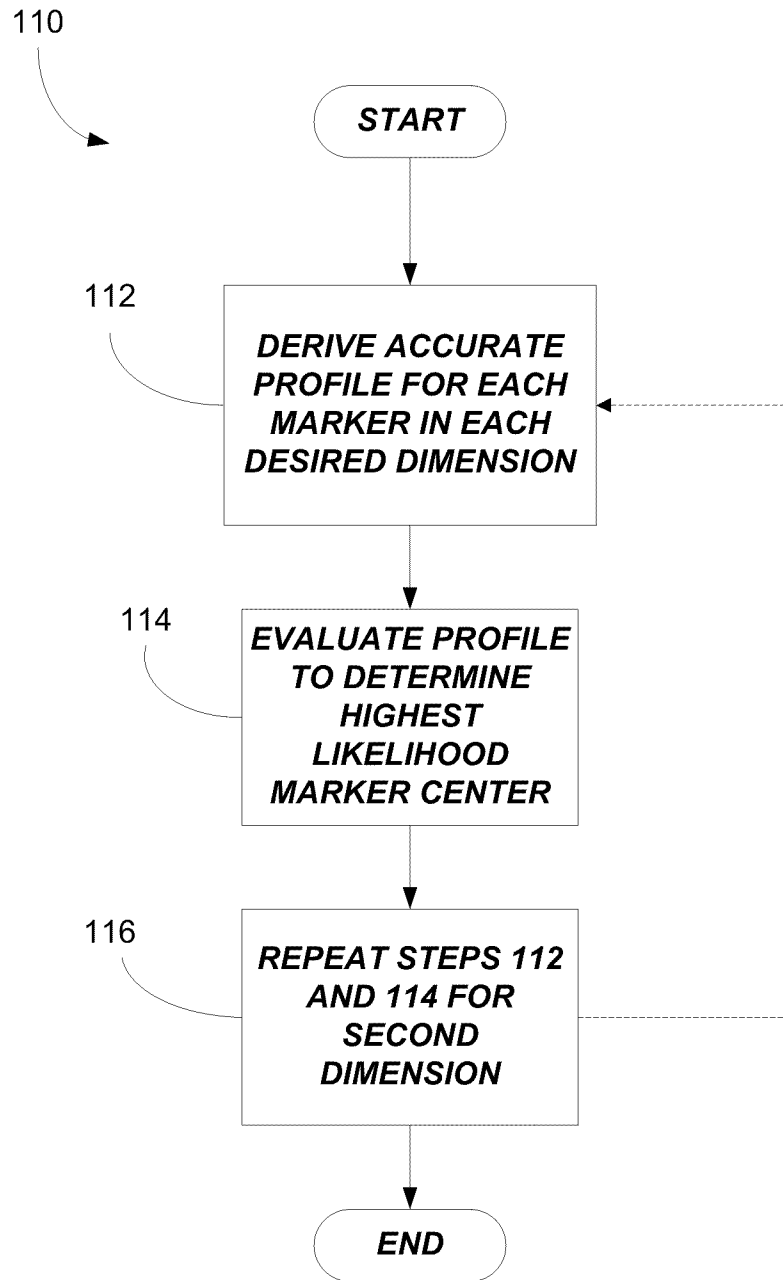 110
START
112
DERIVE ACCURATE
PROFILE FOR EACH
MARKER IN EACH
DESIRED DIMENSION
114
EVALUATE PROFILE
TO DETERMINE
HIGHEST
LIKELIHOOD
MARKER CENTER
116
REPEAT STEPS 112
AND 114 FOR
SECOND
DIMENSION
END